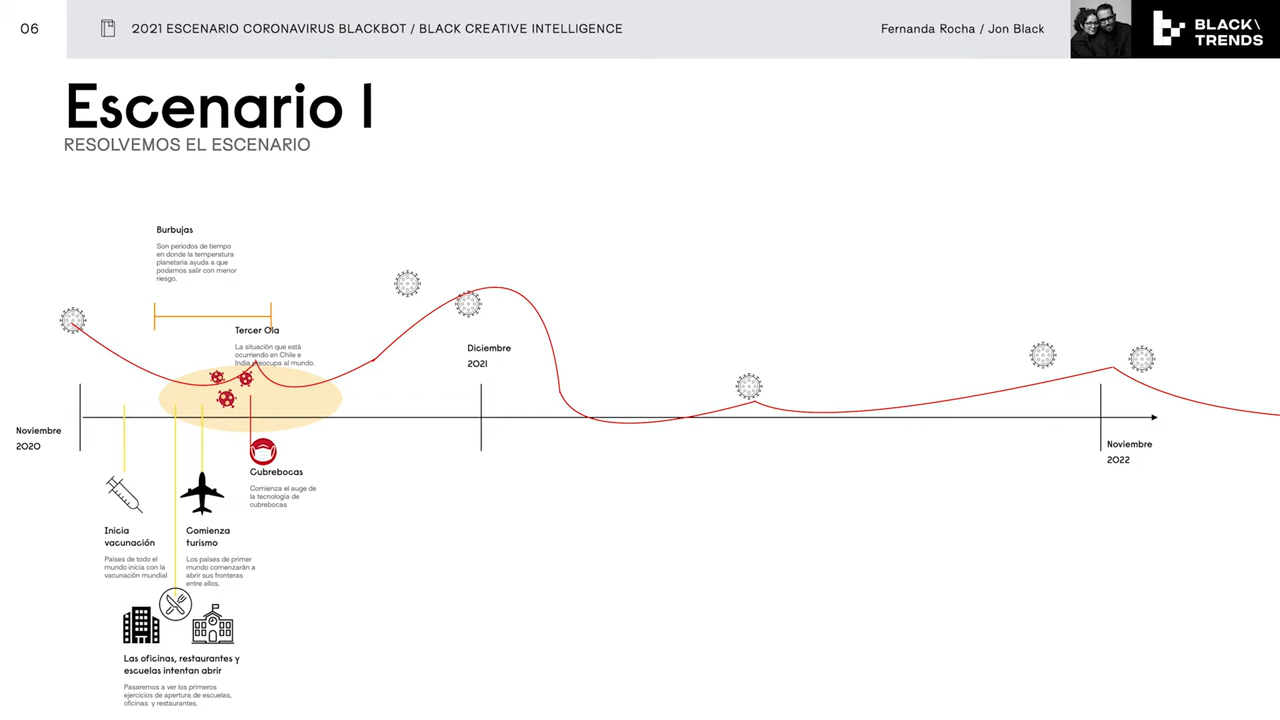 06
2021 ESCENARIO CORONAVIRUS BLACKBOT / BLACK CREATIVE INTELLIGENCE
Fernanda Rocha / Jon Black
BLACK\
TRENDS
Escenario I
RESOLVEMOS EL ESCENARIO
Burbujas
Son períodos de tiempo
en donde la temperatura
planetaria ayuda a que
podamos salir con menor
riesgo.
Tercer Ola
La situación que está
ocurriendo en Chile e
India preocupa al mundo.
Diciembre
2021
Noviembre
2020
Noviembre
2022
Cubrebocas
Comienza el auge de
la tecnología de
cubrebocas
Inicia
vacunación
Países de todo el
mundo inicia con la
vacunación mundial
Comienza
turismo
Los países de primer
mundo comenzarán a
abrir sus fronteras
entre ellos.
Las oficinas, restaurantes y
escuelas intentan abrir
Pasaremos a ver los primeros
ejercicios de apertura de escuelas,
oficinas y restaurantes.